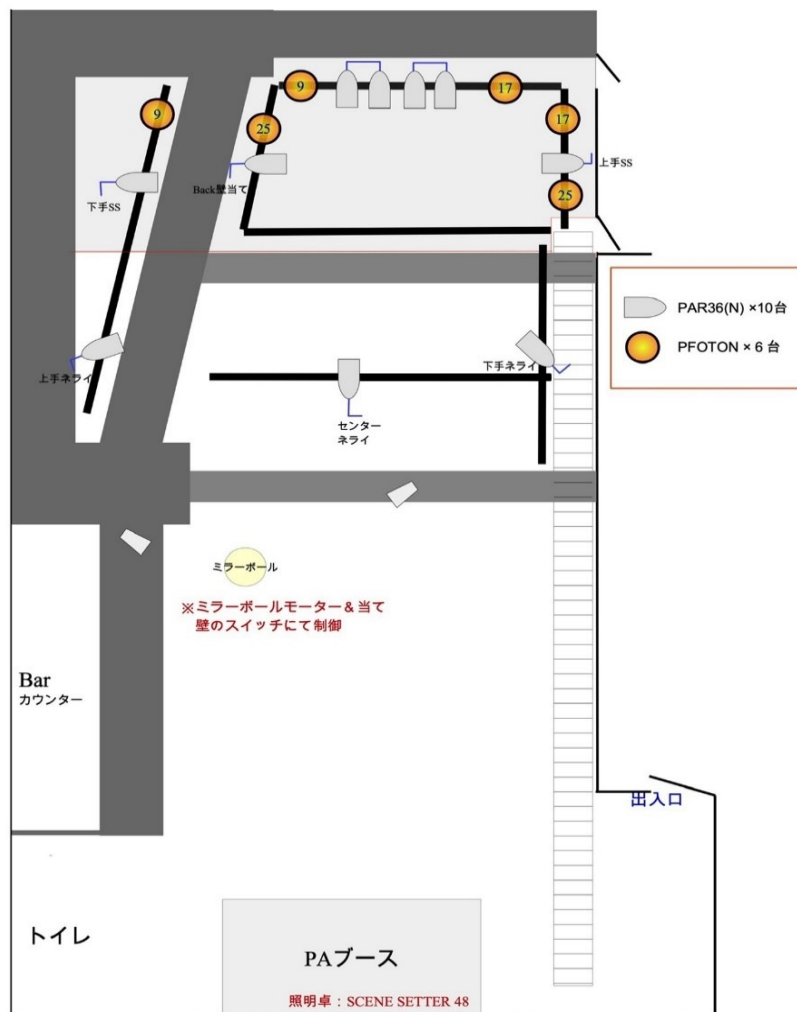 9
17
9
25
17
Back壁当て
上手SS
下手SS
25
PAR36(N) ×10台
PFOTON × 6 台
上手ネライ
下手ネライ
センター
ネライ
ミラーボール
※ミラーボールモーター＆当て
壁のスイッチにて制御
Bar
カウンター
出入口
トイレ
PAブース
照明卓：SCENE SETTER 48